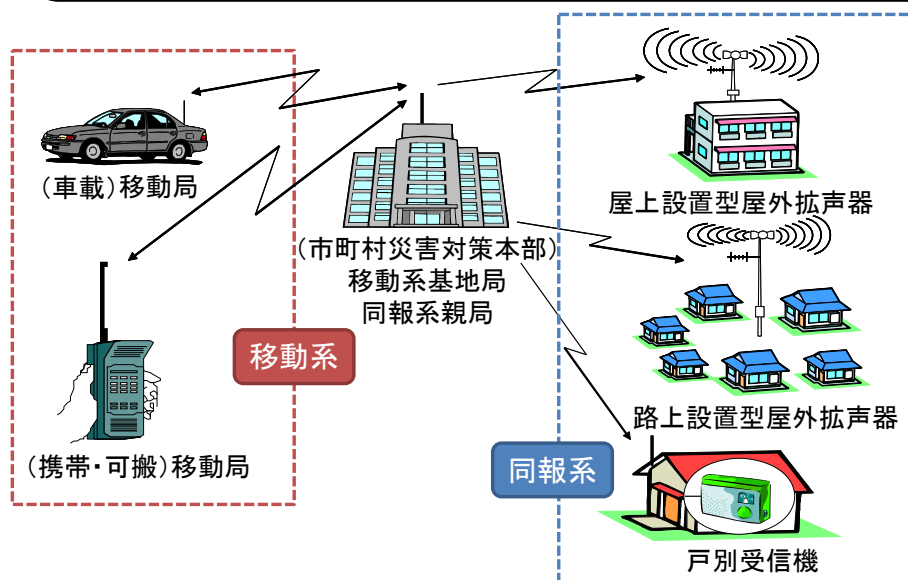 (車載)移動局
(携帯・可搬)移動局
移動系
(市町村災害対策本部)
移動系基地局
同報系親局
屋上設置型屋外拡声器
路上設置型屋外拡声器
同報系
戸別受信機